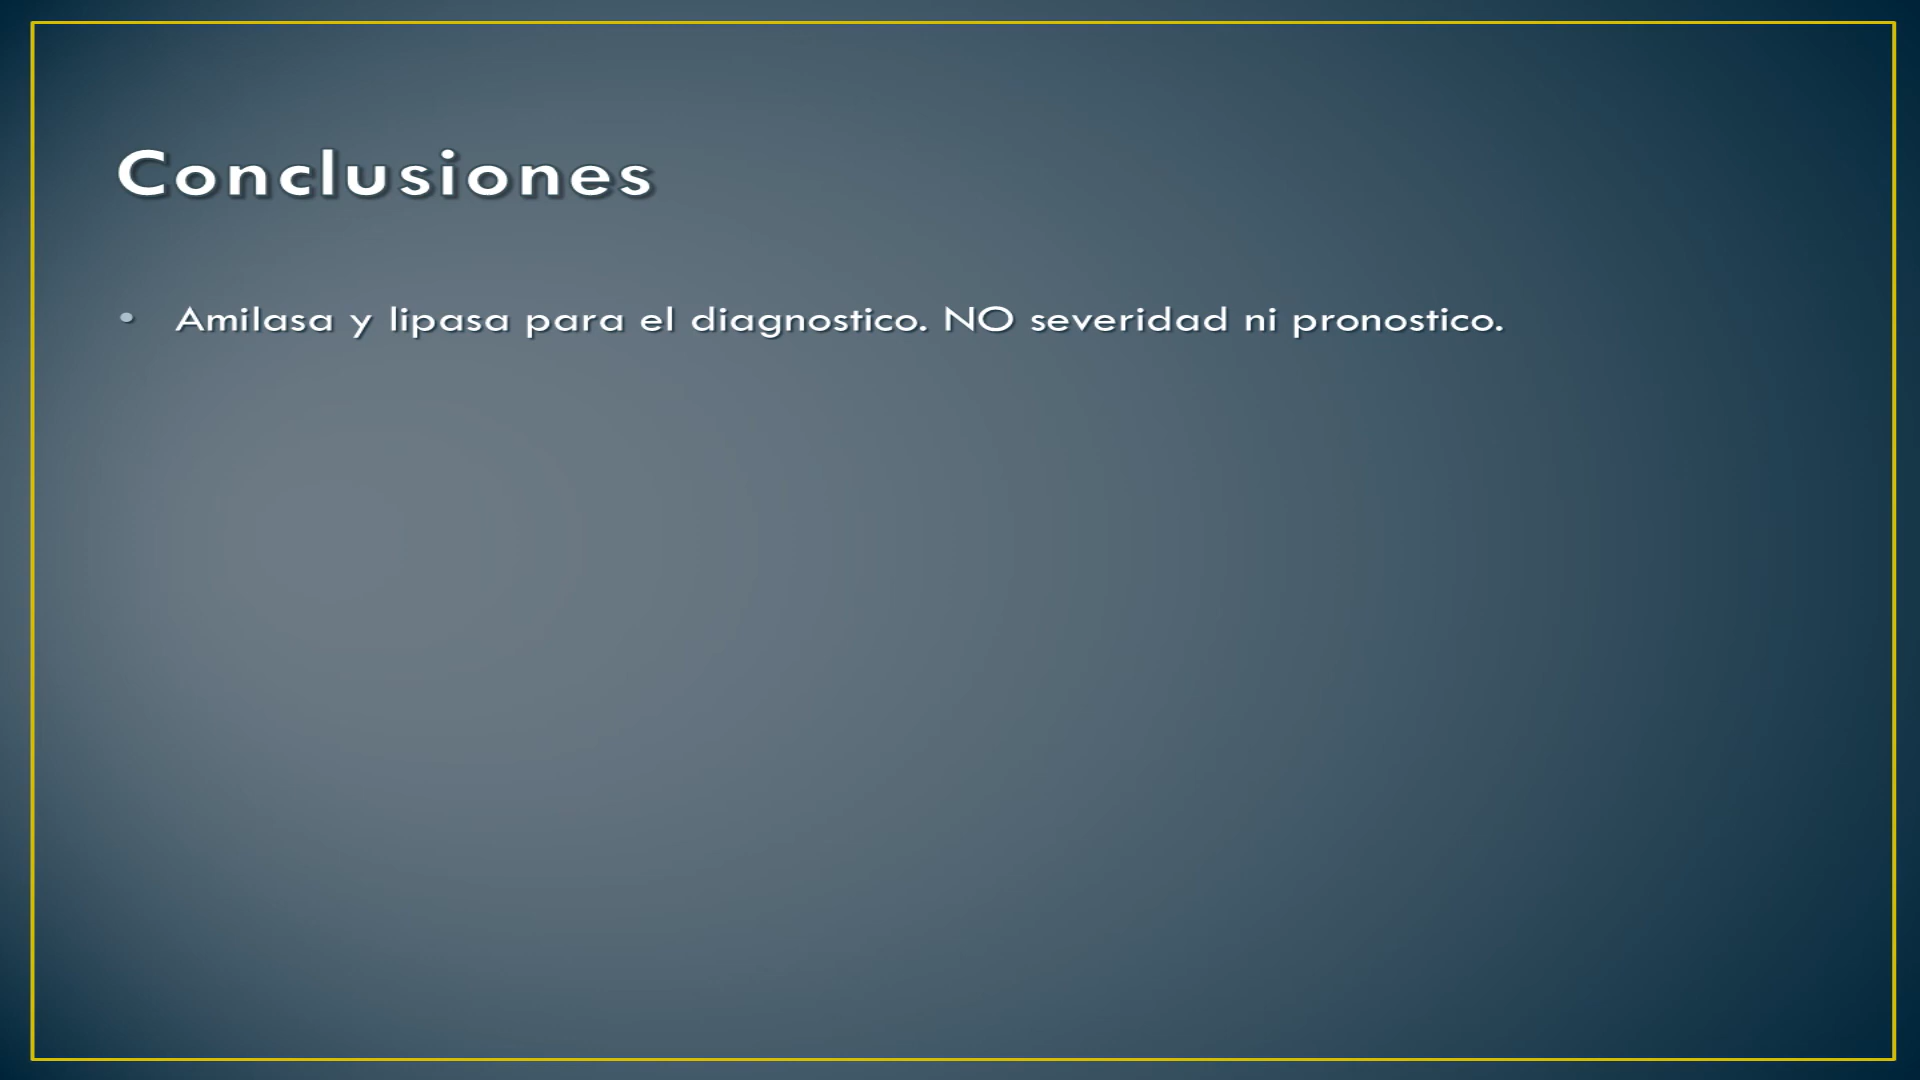 Conclusiones
• Amilasa y lipasa para el diagnostico. NO severidad ni pronostico.